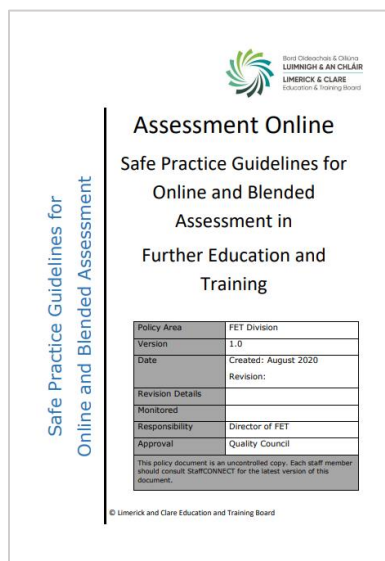 Bord Oideachais & Oiliúna
LUIMNIGH & AN CHLÁIR
LIMERICK & CLARE
Education & Training Board
Safe Practice Guidelines for
Online and Blended Assessment
Assessment Online
Safe Practice Guidelines for
Online and Blended
Assessment in
Further Education and
Training
Policy Area FET Division
Version 1.0
Date Created: August 2020
Revision:
Revision Details
Monitored
Responsibility Director of FET
Approval Quality Council
This policy document is an uncontrolled copy. Each staff member
should consult StaffCONNECT for the latest version of this
document.
© Limerick and Clare Education and Training Board